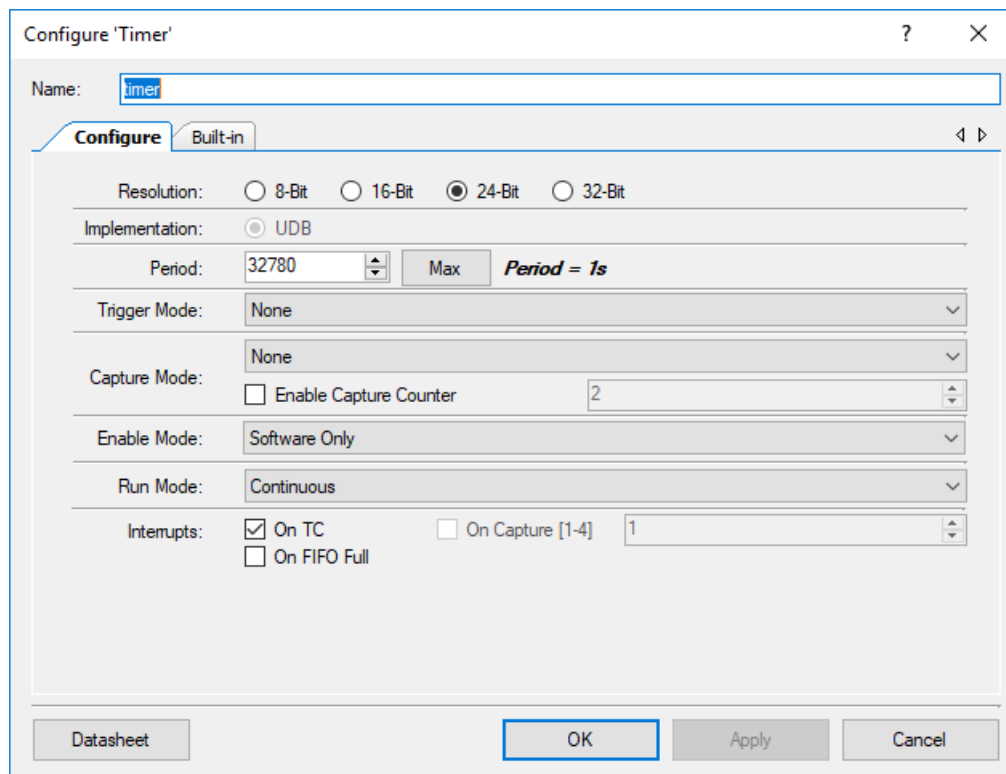 Configure 'Timer' ?
Name: timer
Configure Built-in
Resolution: 8-Bit 16-Bit 24-Bit 32-Bit
Implementation: UDB
Period: 32780 Max Period = 1s
Trigger Mode: None
None
Capture Mode:
Enable Capture Counter 2
Enable Mode: Software Only
Run Mode: Continuous
Interrupts: On TC On Capture [1-4] 1
On FIFO Full
Datasheet OK Apply Cancel